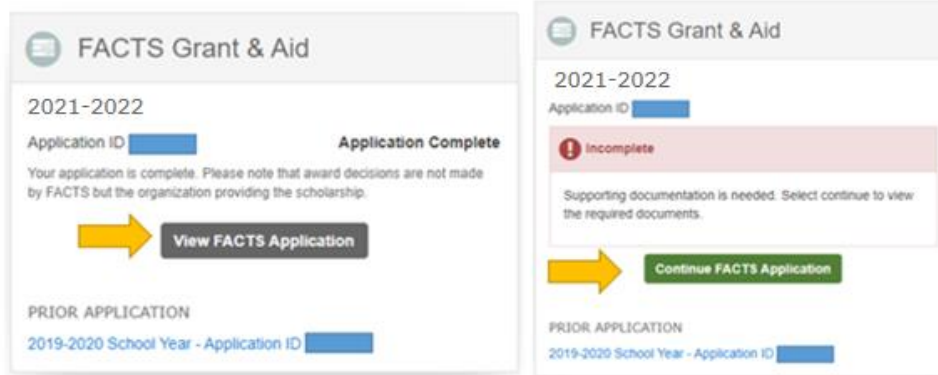 FACTS Grant & Aid
2021-2022
Application ID
Application Complete
Your application is complete. Please note that award decisions are not made
by FACTS but the organization providing the scholarship.
View FACTS Application
PRIOR APPLICATION
2019-2020 School Year - Application ID
FACTS Grant & Aid
2021-2022
Application ID
Incomplete
Supporting documentation is needed. Select continue to view
the required documents.
Continue FACTS Application
PRIOR APPLICATION
2019-2020 School Year - Application ID